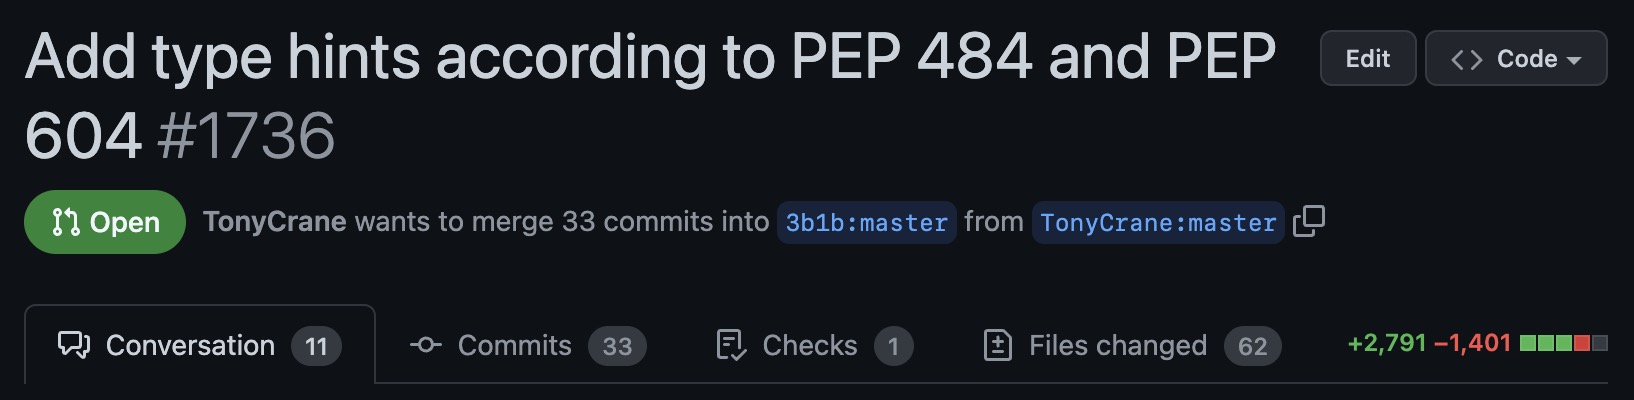 Add type hints according to PEP 484 and PEP
604 #1736
Edit
Code
Open
TonyCrane wants to merge 33 commits into 3b1b:master from TonyCrane:master
Conversation 11
Commits 33
Checks 1
Files changed 62
+2,791 −1,401